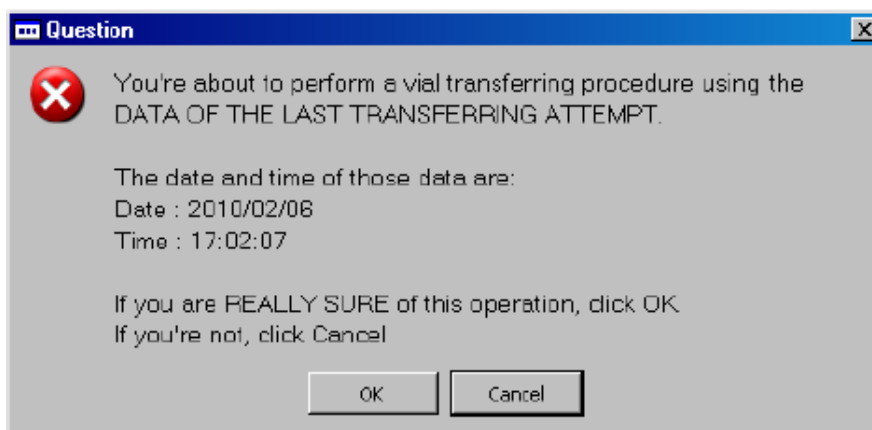 Question
You're about to perform a vial transferring procedure using the
DATA OF THE LAST TRANSFERRING ATTEMPT.
The date and time of those data are:
Date : 2010/02/06
Time : 17:02:07
If you are REALLY SURE of this operation, click OK
If you're not, click Cancel
OK Cancel